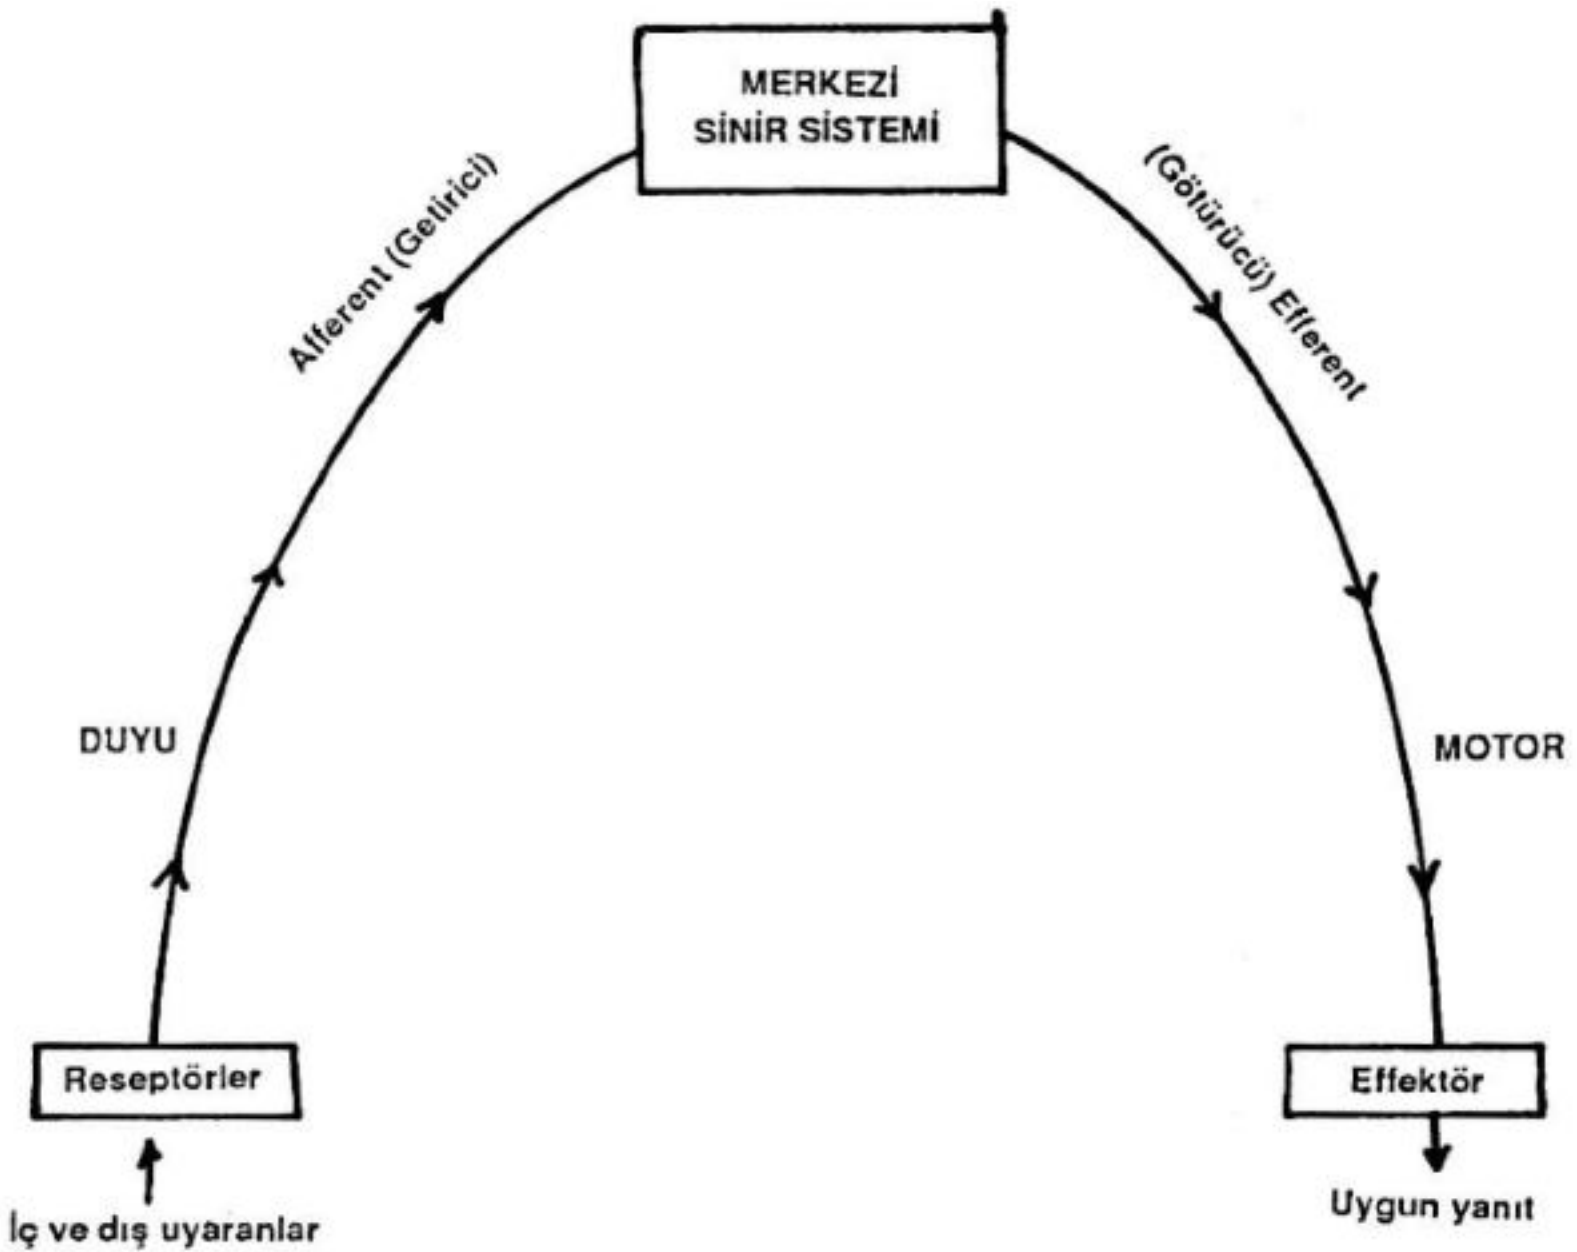 MERKEZİ
SİNİR SİSTEMİ
Afferent (Getirici)
(Götürücü) Efferent
DUYU
MOTOR
Reseptörler
Effektör
İç ve dış uyaranlar
Uygun yanıt